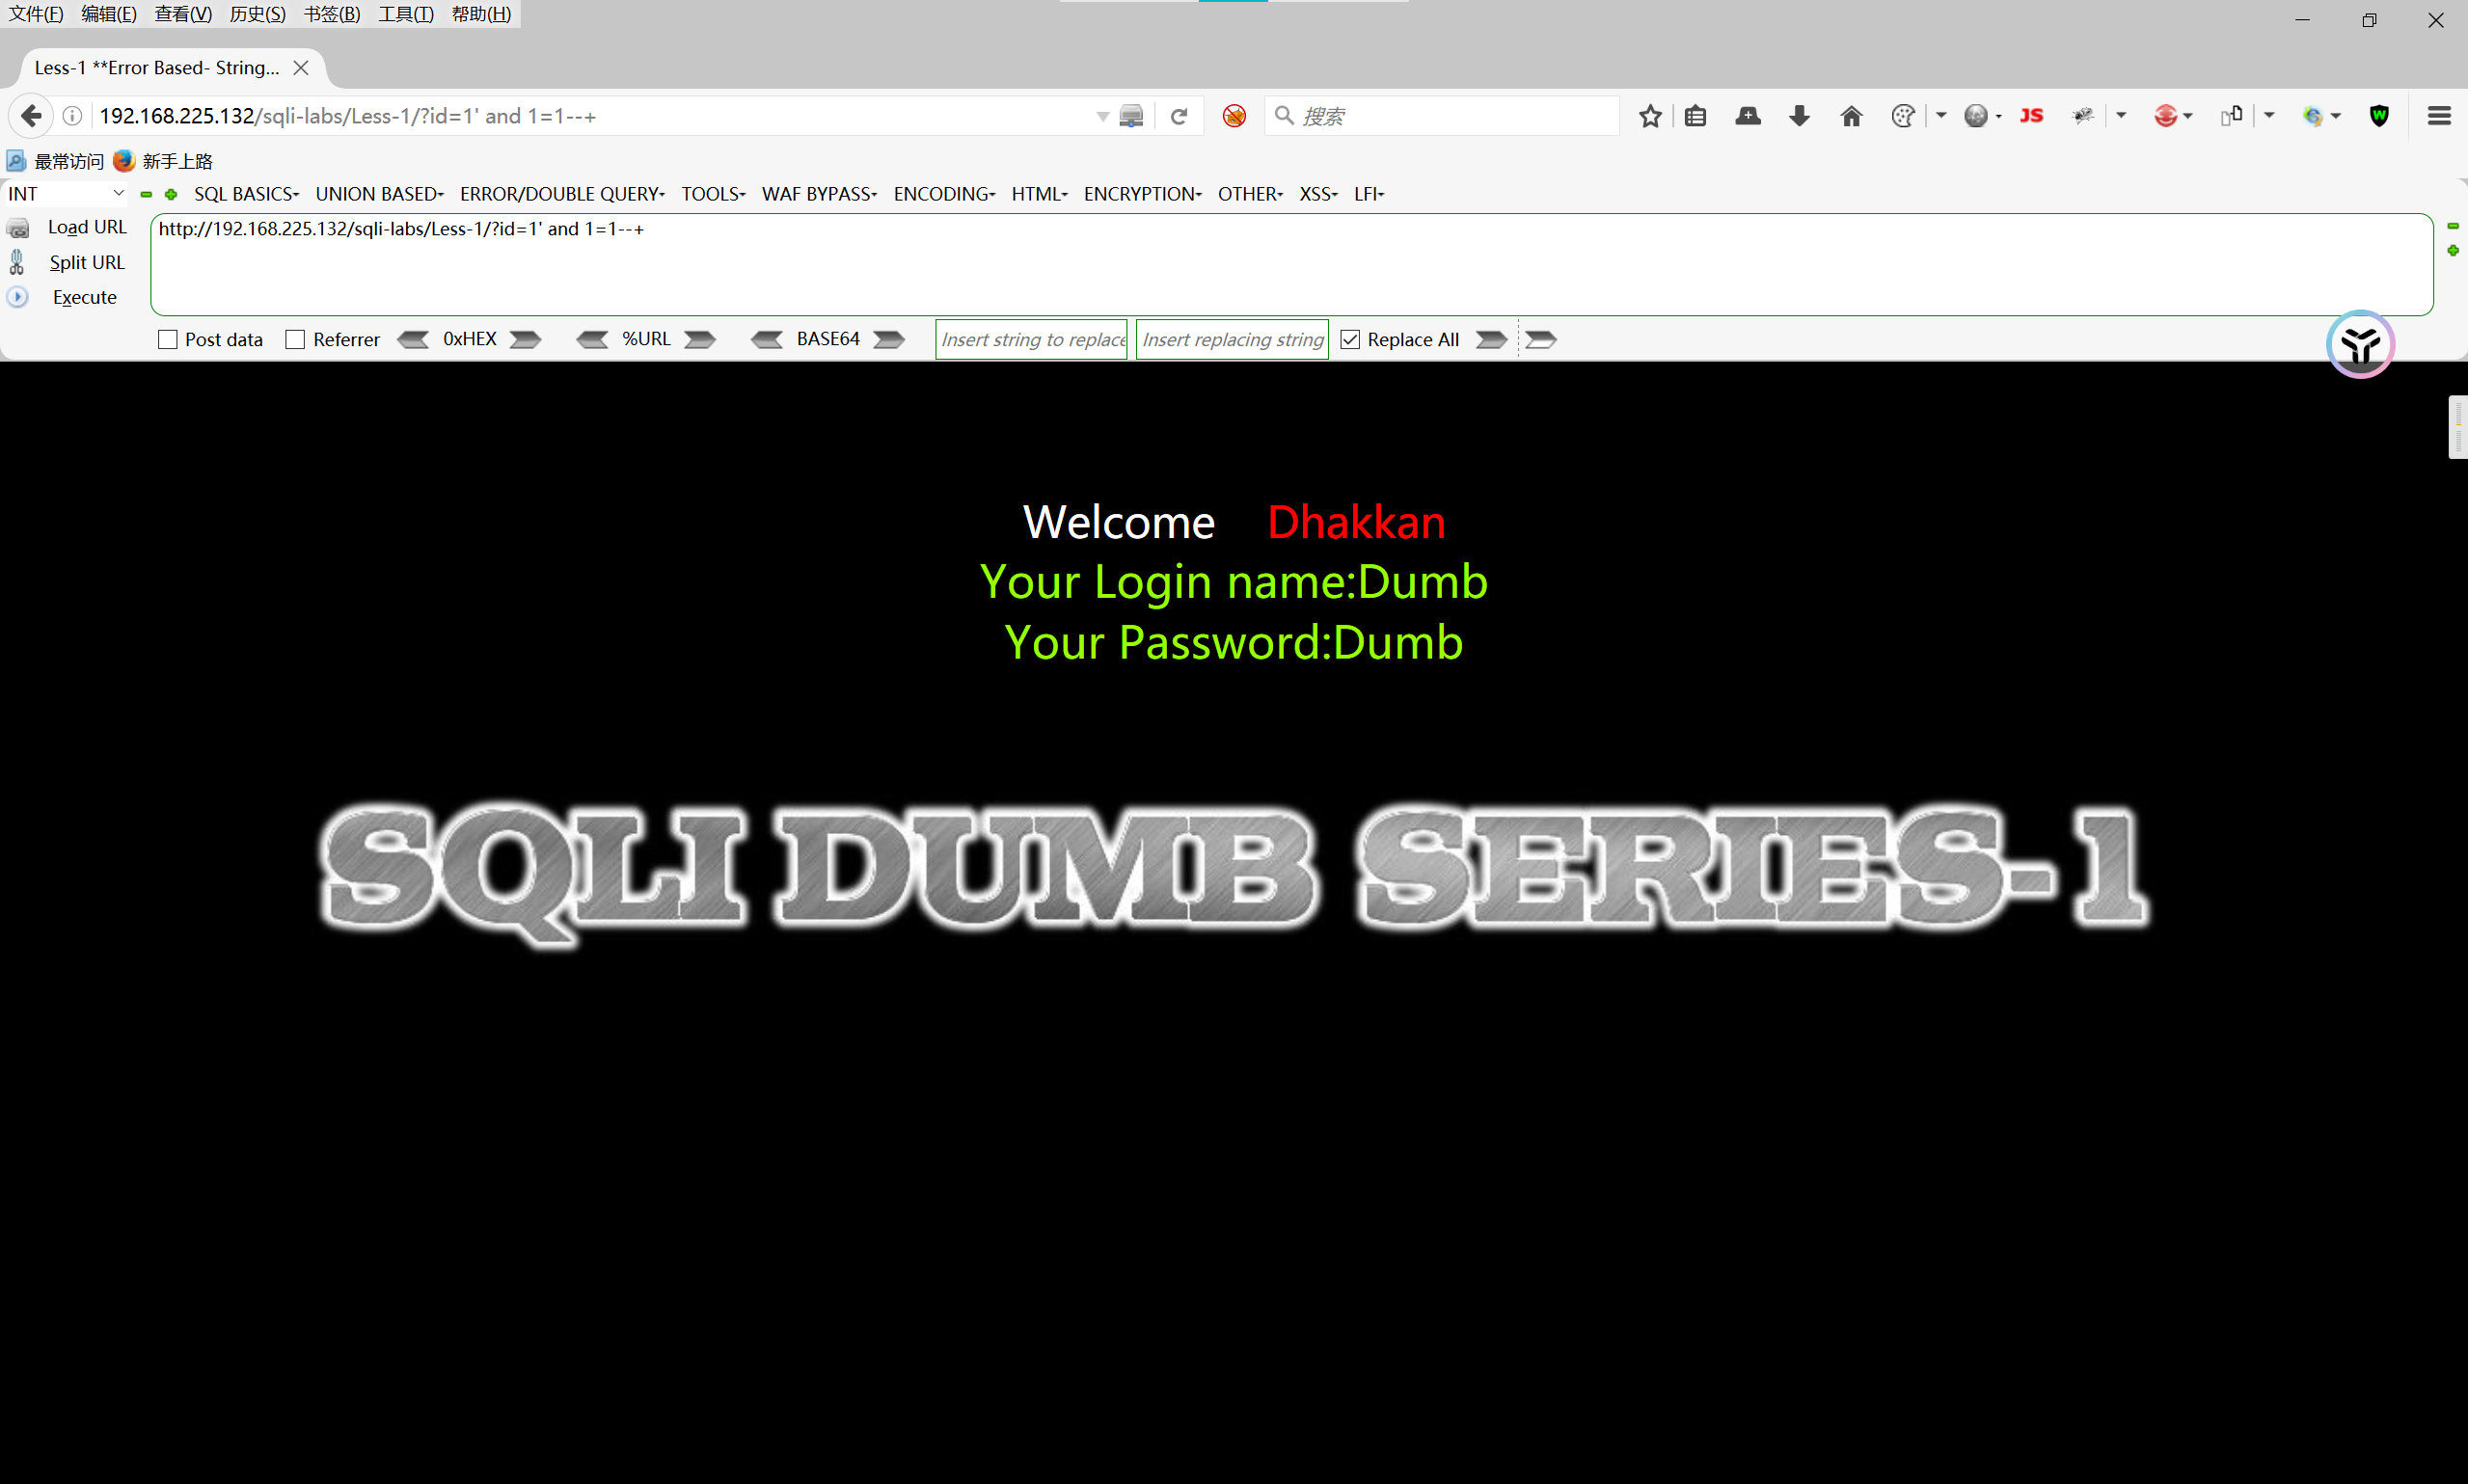 文件(F) 编辑(E) 查看(V) 历史(S) 书签(B) 工具(T) 帮助(H)
Less-1 **Error Based- String...
192.168.225.132/sqli-labs/Less-1/?id=1' and 1=1--+
搜索
JS
W
最常访问 新手上路
INT SQL BASICS UNION BASED ERROR/DOUBLE QUERY TOOLS WAF BYPASS ENCODING HTML ENCRYPTION OTHER XSS LFI
Load URL http://192.168.225.132/sqli-labs/Less-1/?id=1' and 1=1--+
Split URL
Execute
Post data Referrer 0xHEX %URL BASE64 Insert string to replace Insert replacing string Replace All
Welcome Dhakkan
Your Login name:Dumb
Your Password:Dumb
SQLI DUMB SERIES-1